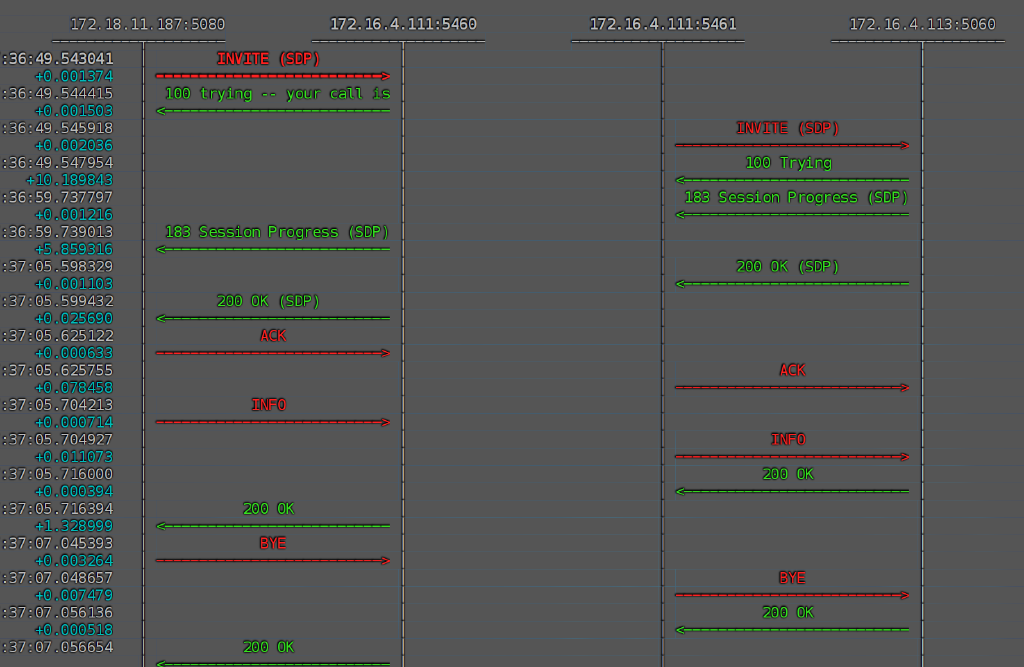 172.18.11.187:5080 172.16.4.111:5460 172.16.4.111:5461 172.16.4.113:5060
:36:49.543041 INVITE (SDP)
+0.001374
:36:49.544415 100 trying -- your call is
+0.001503
:36:49.545918 INVITE (SDP)
+0.002036
:36:49.547954 100 Trying
+10.189843
:36:59.737797 183 Session Progress (SDP)
+0.001216
:36:59.739013 183 Session Progress (SDP)
+5.859316
:37:05.598329 200 OK (SDP)
+0.001103
:37:05.599432 200 OK (SDP)
+0.025690
:37:05.625122 ACK
+0.000633
:37:05.625755 ACK
+0.078458
:37:05.704213 INFO
+0.000714
:37:05.704927 INFO
+0.011073
:37:05.716000 200 OK
+0.000394
:37:05.716394 200 OK
+1.328999
:37:07.045393 BYE
+0.003264
:37:07.048657 BYE
+0.007479
:37:07.056136 200 OK
+0.000518
:37:07.056654 200 OK